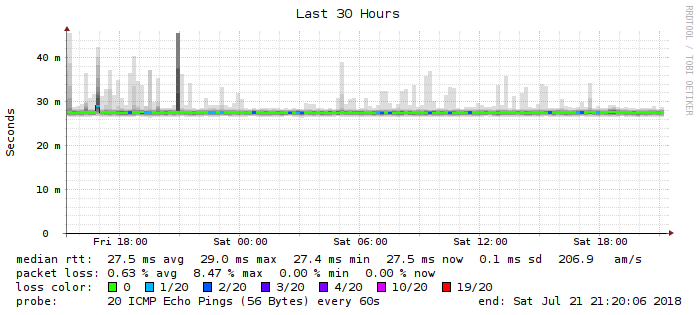 Last 30 Hours
RRDTOOL / TOBI OETIKER
Seconds
40 m
30 m
20 m
10 m
0
Fri 18:00 Sat 00:00 Sat 06:00 Sat 12:00 Sat 18:00
median rtt: 27.5 ms avg 29.0 ms max 27.4 ms min 27.5 ms now 0.1 ms sd 206.9 am/s
packet loss: 0.63 % avg 8.47 % max 0.00 % min 0.00 % now
loss color: 0 1/20 2/20 3/20 4/20 10/20 19/20
probe: 20 ICMP Echo Pings (56 Bytes) every 60s end: Sat Jul 21 21:20:06 2018